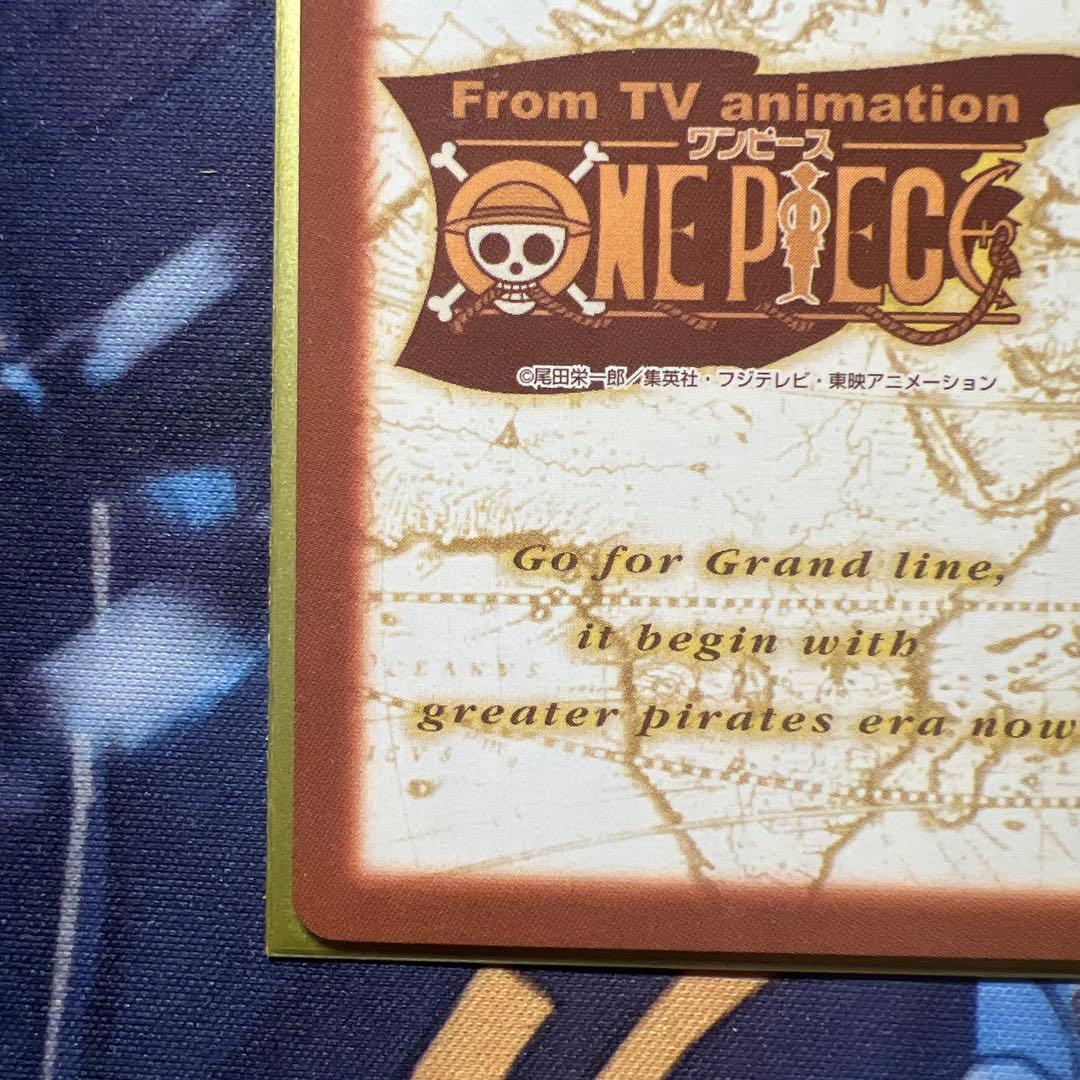 From TV animation
ワンピース
ONE PIECE
©尾田栄一郎／集英社・フジテレビ・東映アニメーション
Go for Grand line,
it begin with
greater pirates era now